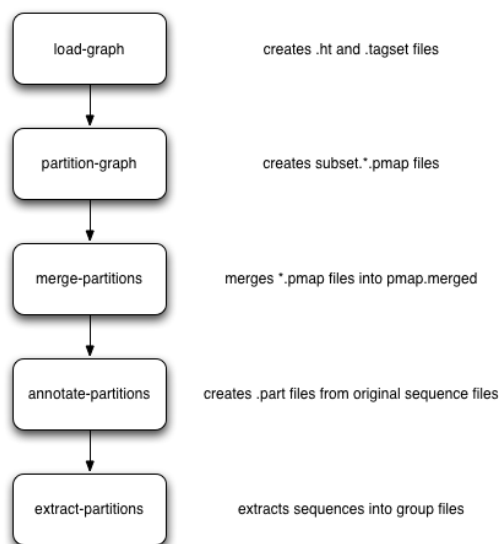 load-graph creates .ht and .tagset files
partition-graph creates subset.*.pmap files
merge-partitions merges *.pmap files into pmap.merged
annotate-partitions creates .part files from original sequence files
extract-partitions extracts sequences into group files